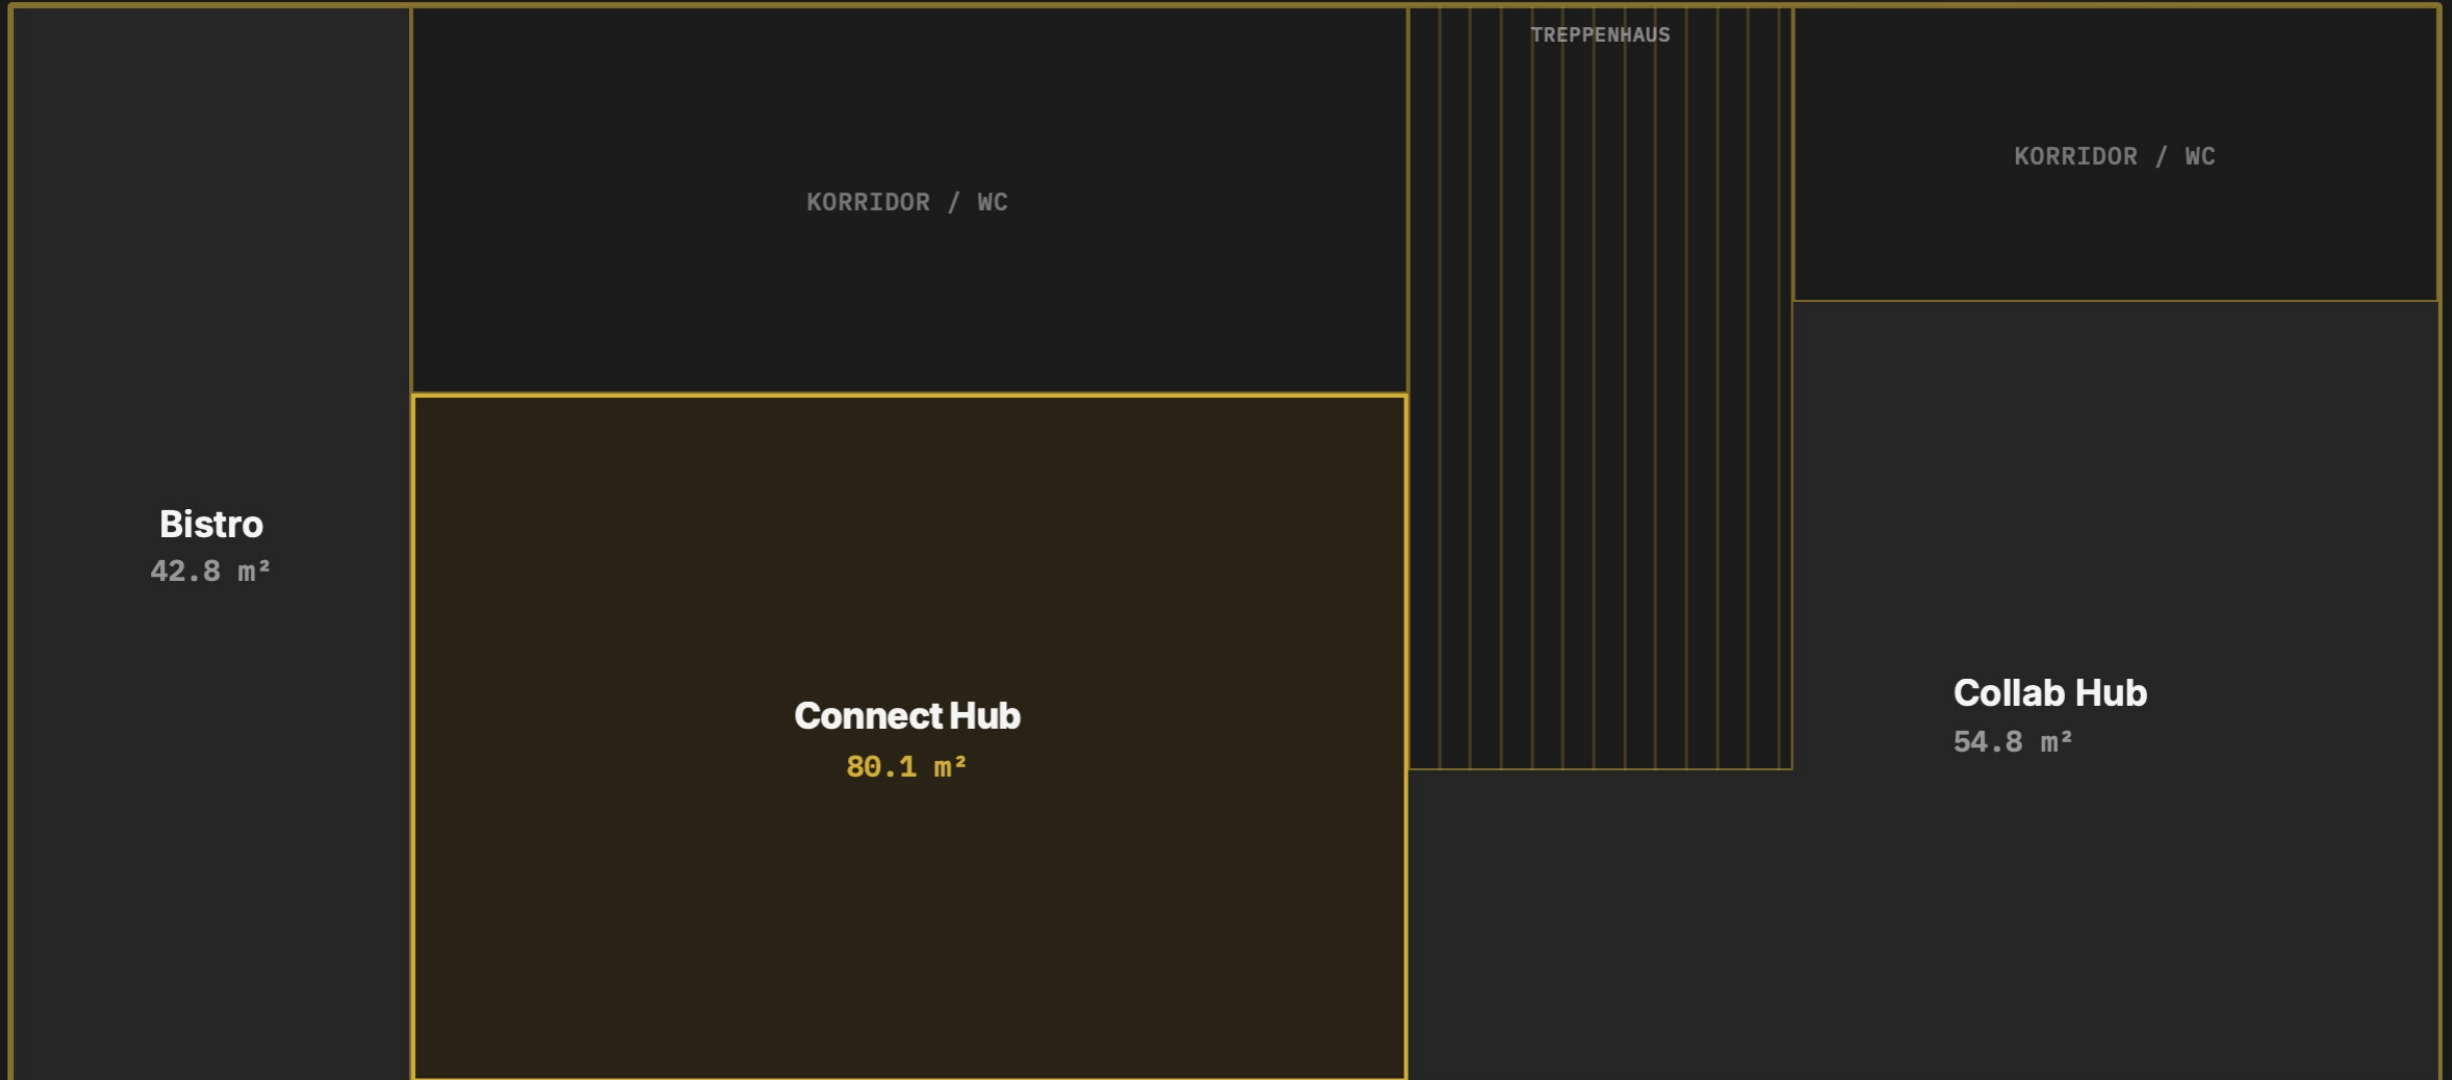 TREPPENHAUS
KORRIDOR / WC
KORRIDOR / WC
Bistro
42.8 m²
Connect Hub
80.1 m²
Collab Hub
54.8 m²